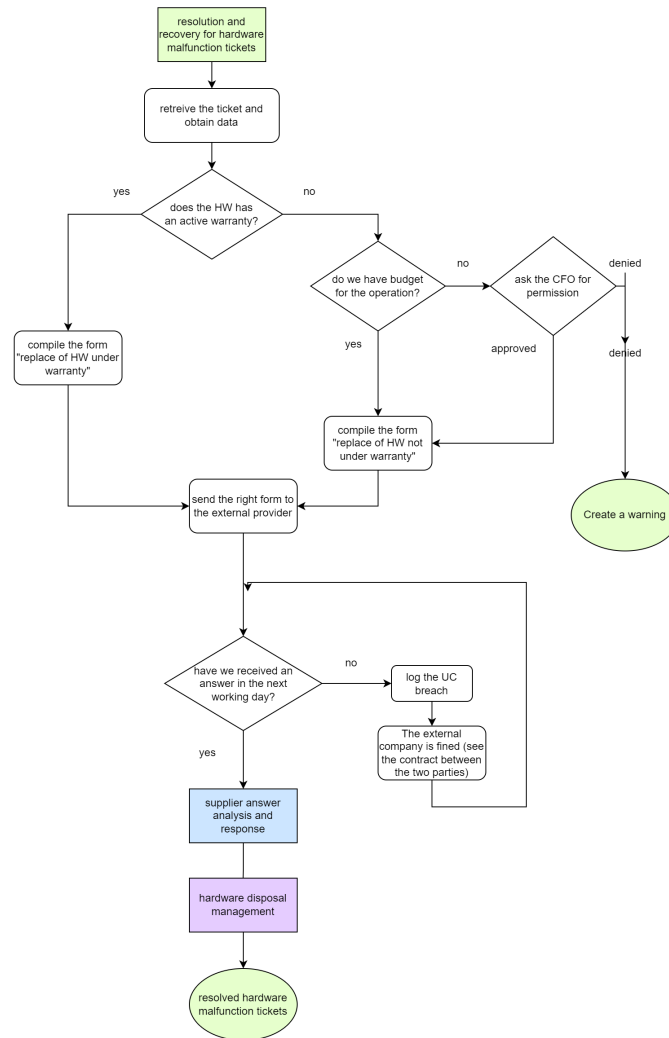 resolution and
recovery for hardware
malfunction tickets
retreive the ticket and
obtain data
yes
no
does the HW has
an active warranty?
do we have budget
for the operation?
no
ask the CFO for
permission
denied
compile the form
"replace of HW under
warranty"
yes
approved
denied
compile the form
"replace of HW not
under warranty"
send the right form to
the external provider
Create a warning
have we received an
answer in the next
working day?
no
log the UC
breach
The external
company is fined (see
the contract between
the two parties)
yes
supplier answer
analysis and
response
hardware disposal
management
resolved hardware
malfunction tickets